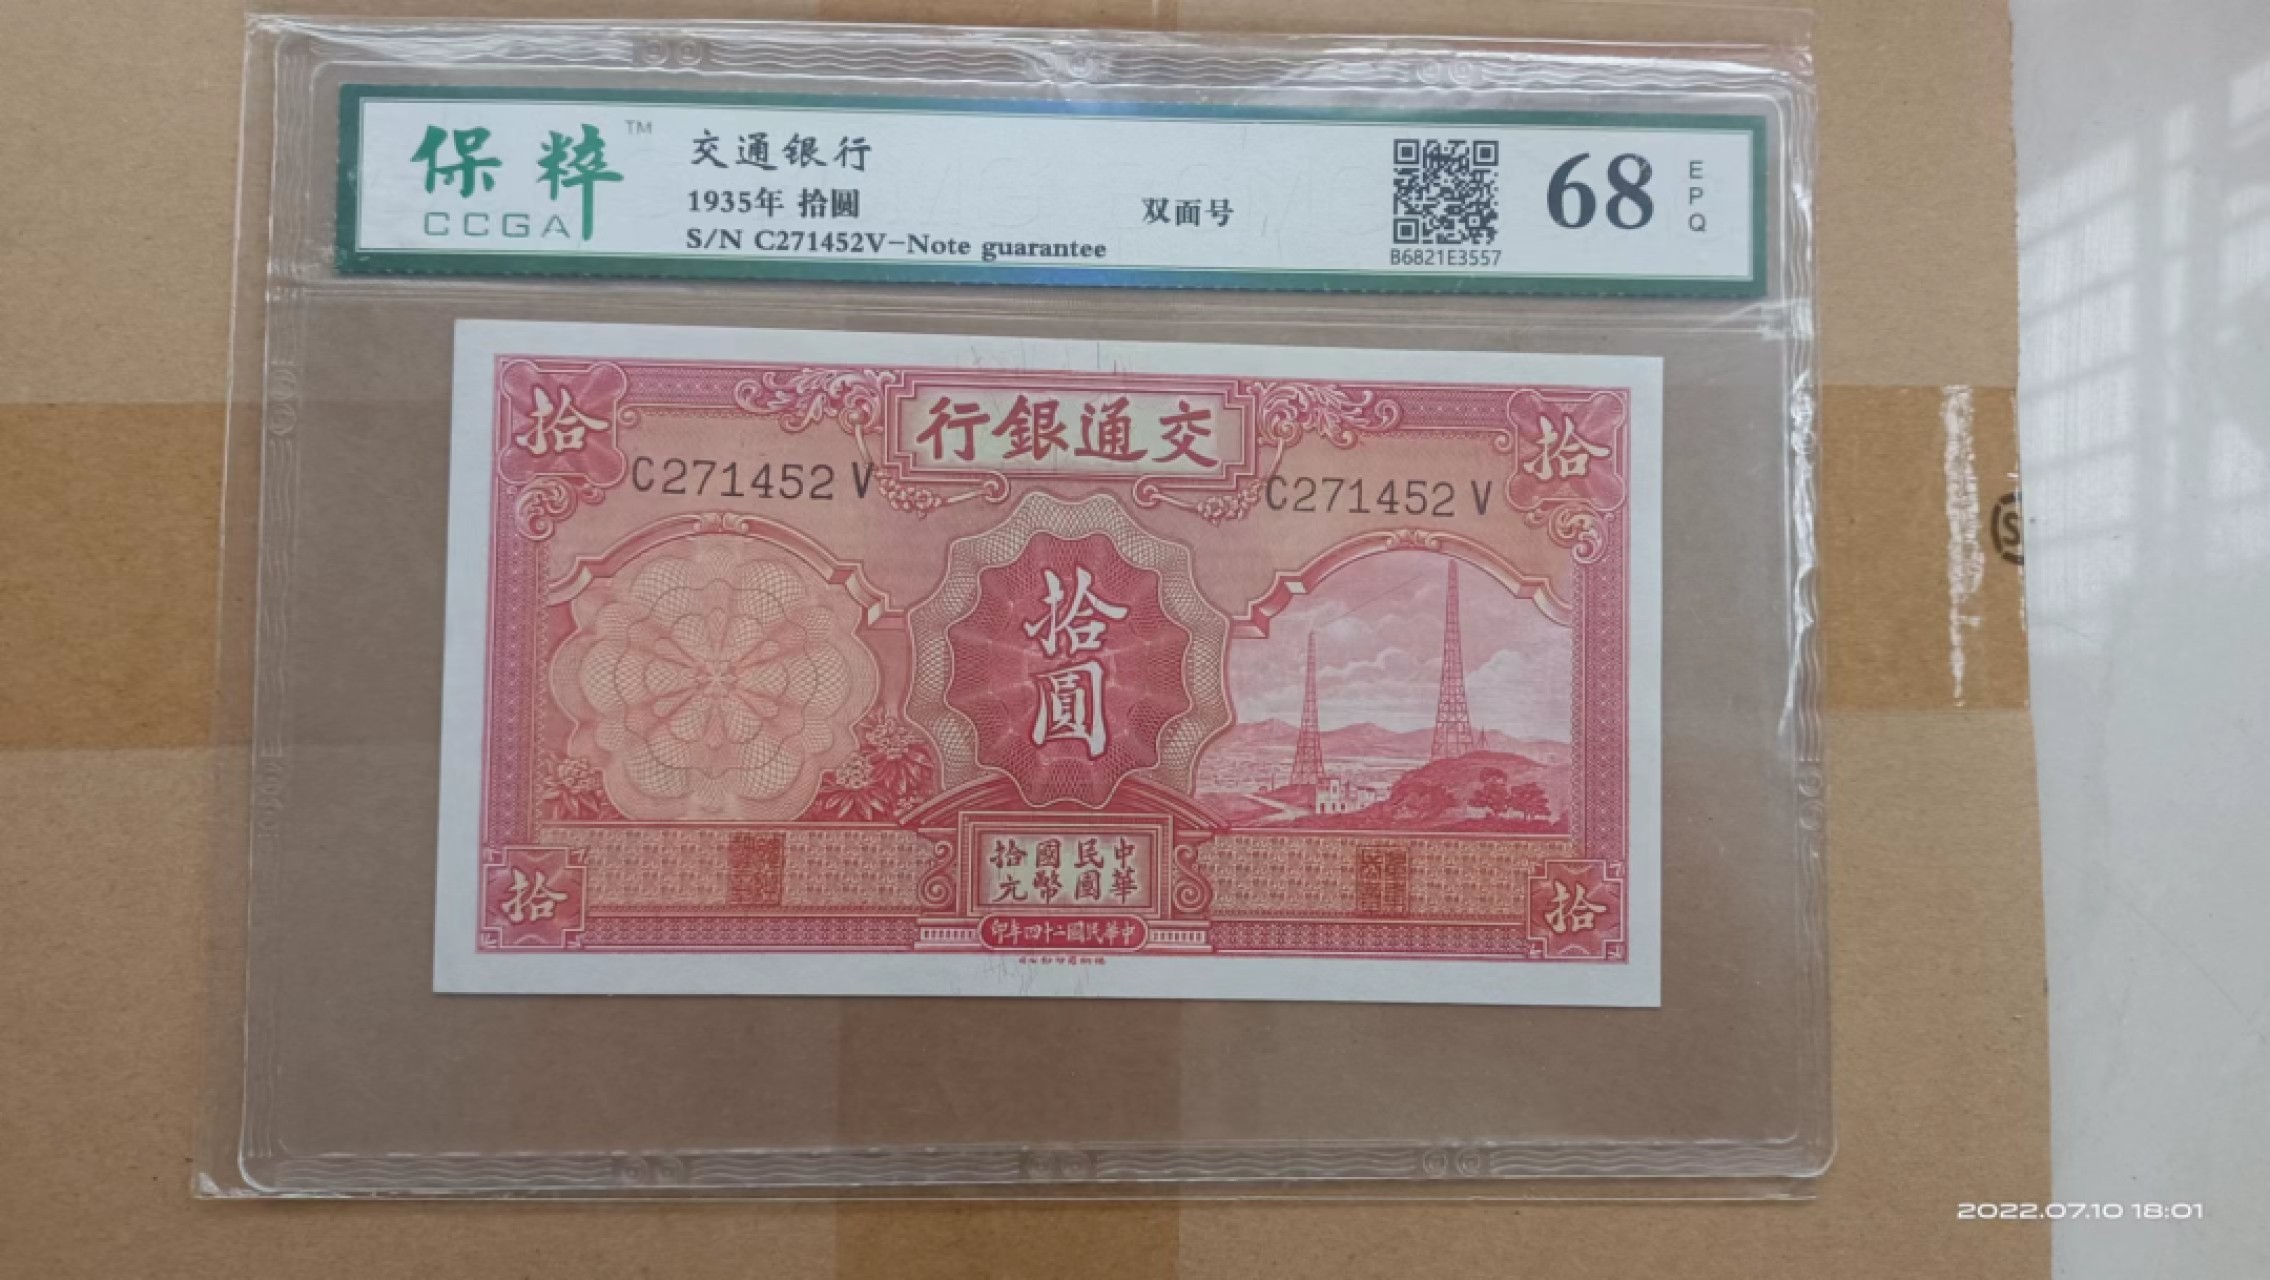 保粹™
CCGA
交通银行
1935年 拾圆
双面号
S/N C271452V-Note guarantee
B6821E3557
68
EPQ
拾
行銀通交
拾
C271452 V
C271452 V
拾圓
中華民國國幣拾元
拾
拾
印年四十二國民華中
S
2022.07.10 18:01